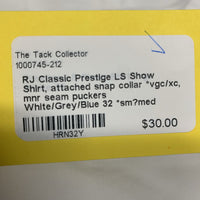 The Tack Collector
1000745-212
RJ Classic Prestige LS Show
Shirt, attached snap collar *vgc/xc,
mnr seam puckers
White/Grey/Blue 32 *sm?med
HRN32Y
$30.00